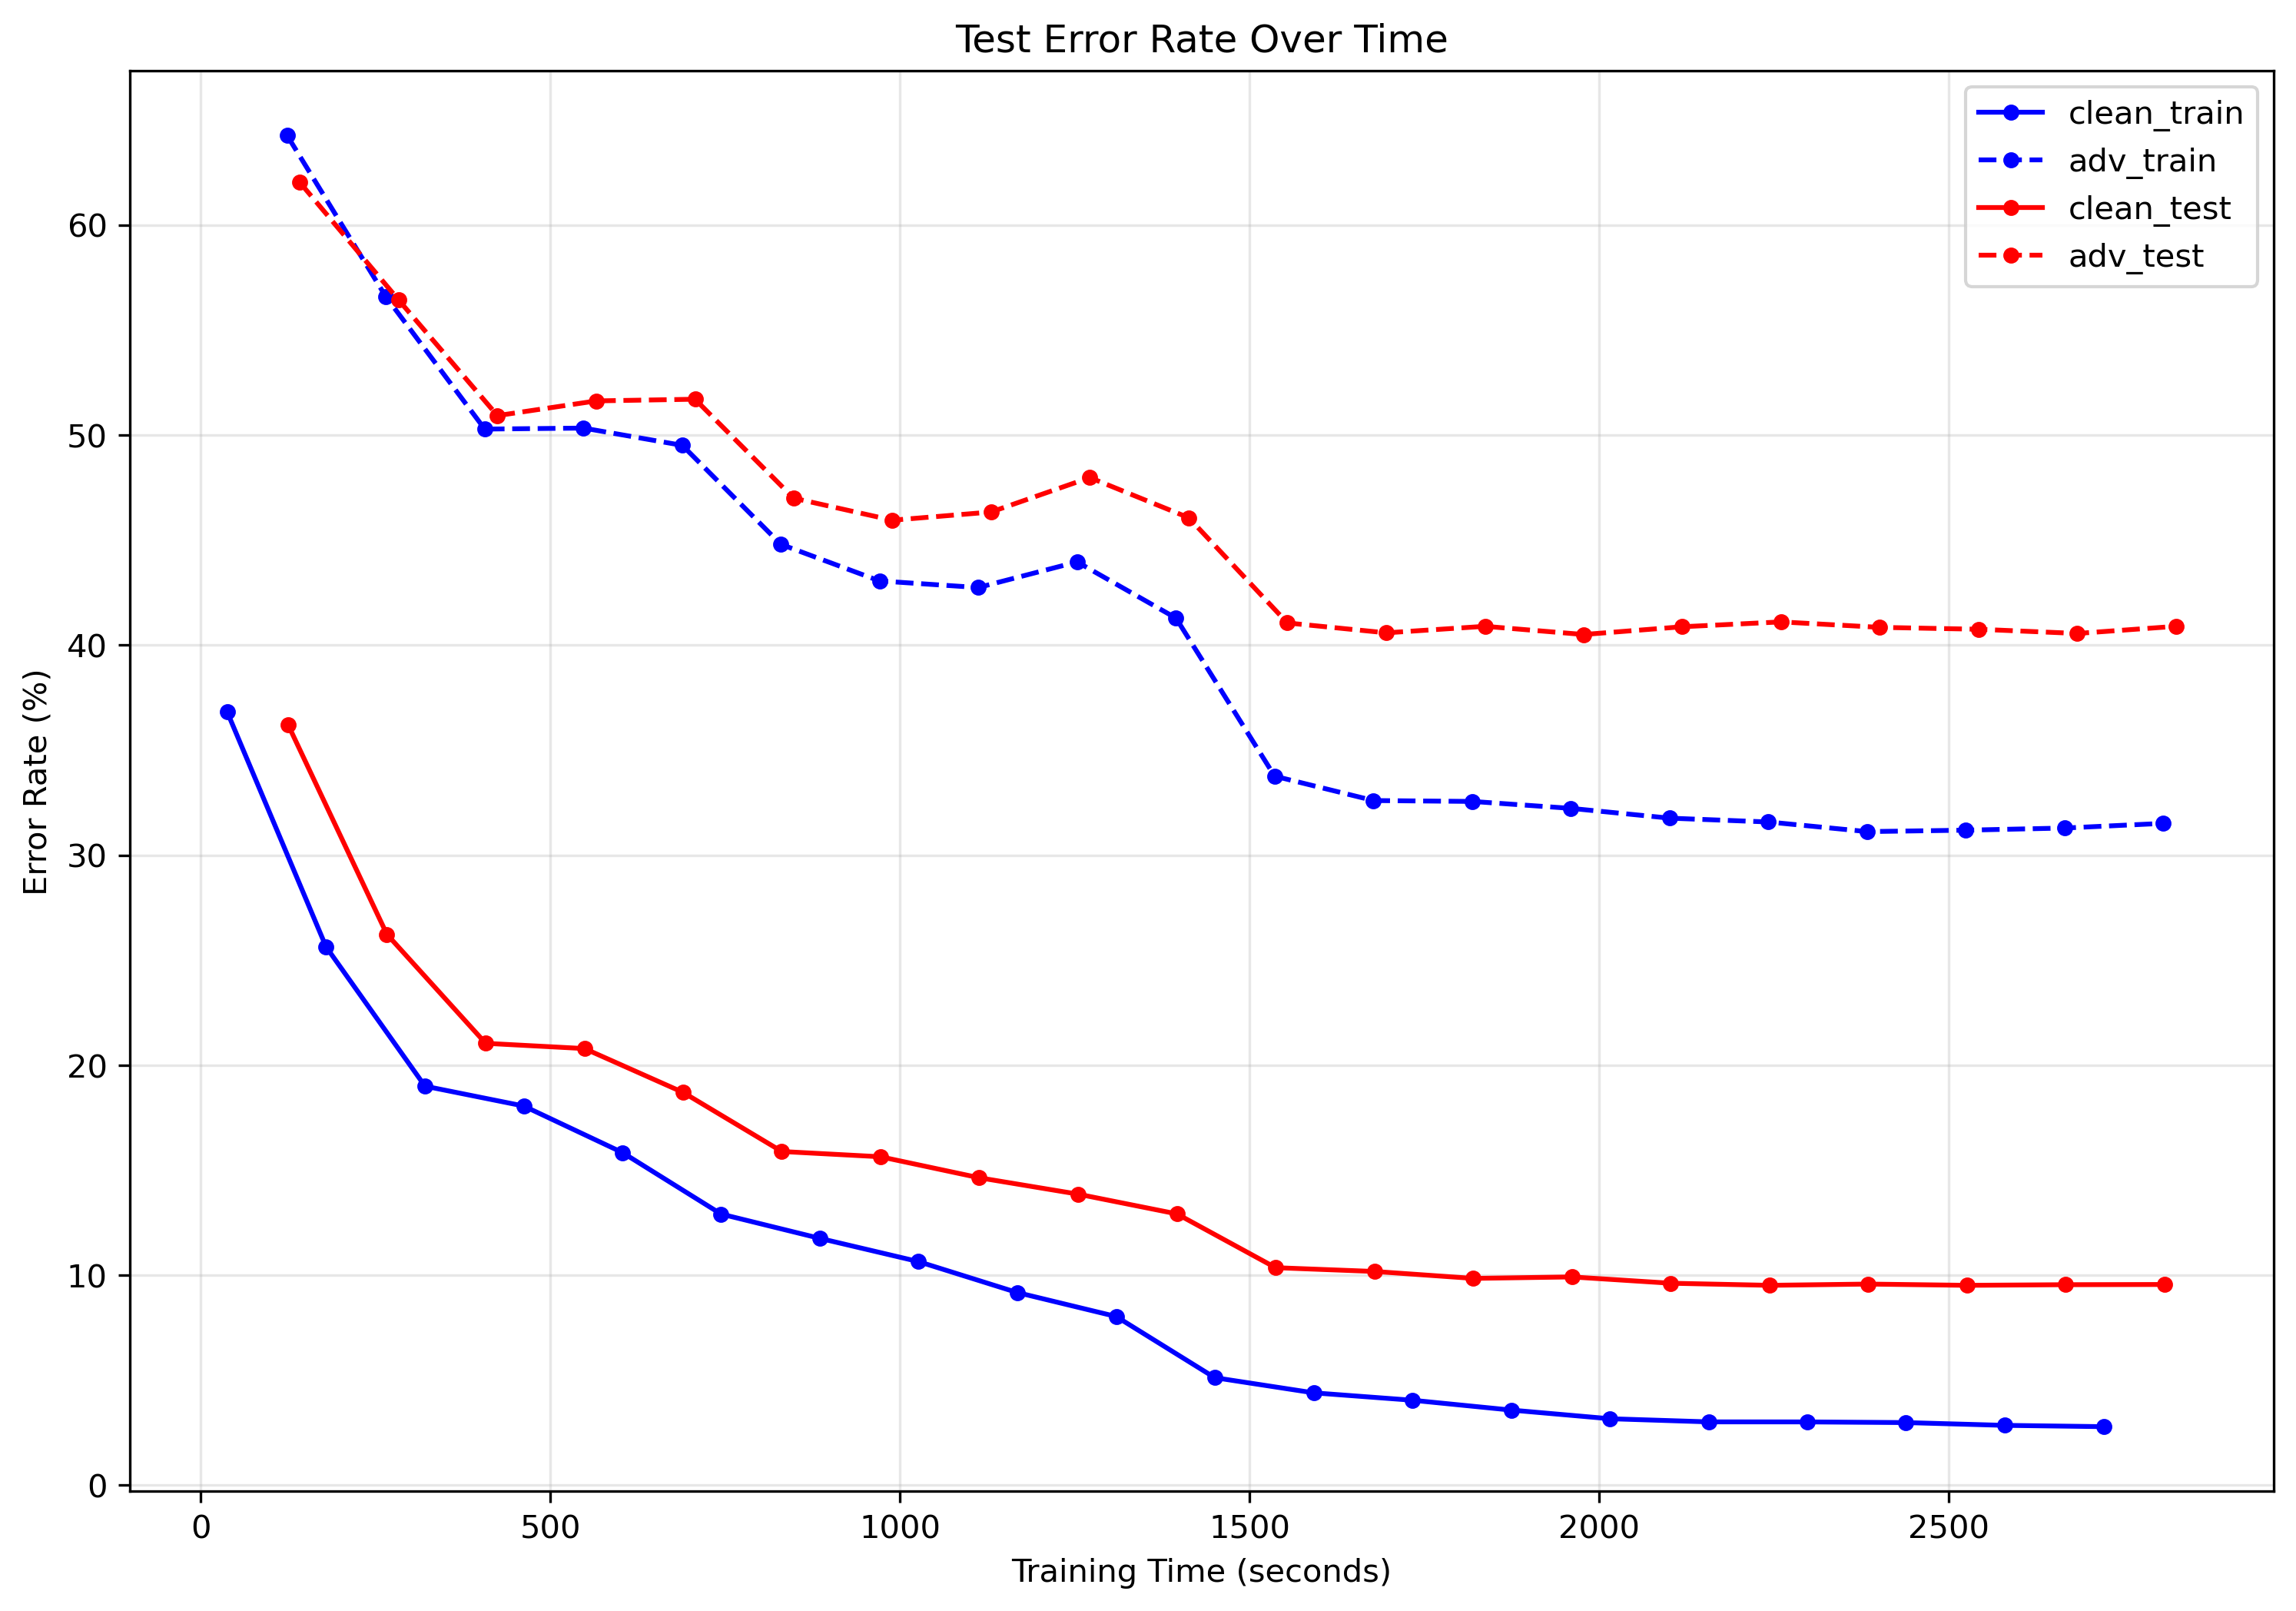 Test Error Rate Over Time
clean_train
adv_train
clean_test
adv_test
Error Rate (%)
60
50
40
30
20
10
0
0 500 1000 1500 2000 2500
Training Time (seconds)